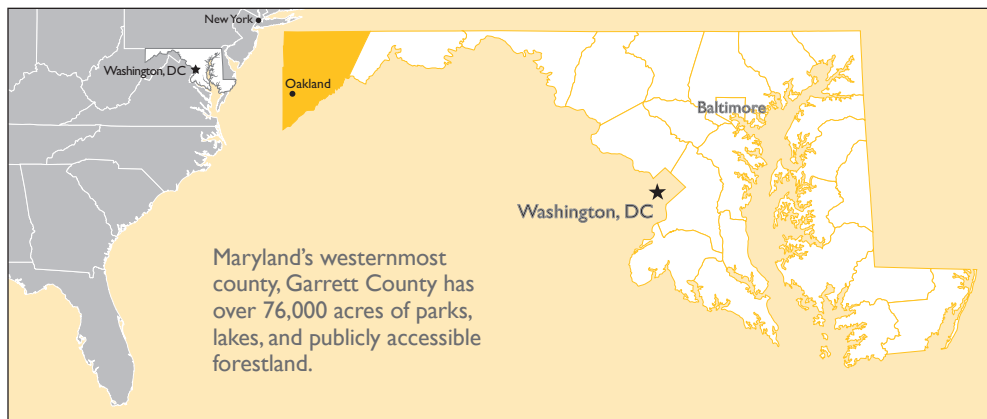 New York
Washington, DC
Oakland
Baltimore
Washington, DC
Maryland's westernmost
county, Garrett County has
over 76,000 acres of parks,
lakes, and publicly accessible
forestland.